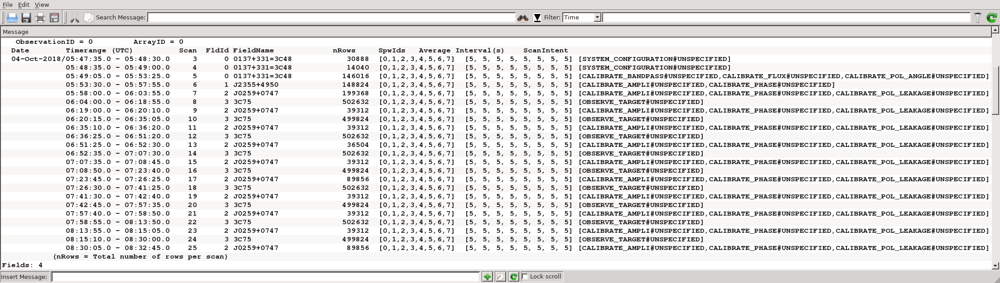 File Edit View
PDF Search Message: Filter: Time
Message
ObservationID = 0 ArrayID = 0
Date Timerange (UTC) Scan FldId FieldName nRows SpwIds Average Interval(s) ScanIntent
04-Oct-2018/05:47:35.0 - 05:48:30.0 3 0 0137+331=3C48 30888 [0,1,2,3,4,5,6,7] [5, 5, 5, 5, 5, 5, 5, 5] [SYSTEM_CONFIGURATION#UNSPECIFIED]
05:48:35.0 - 05:49:00.0 4 0 0137+331=3C48 14040 [0,1,2,3,4,5,6,7] [5, 5, 5, 5, 5, 5, 5, 5] [SYSTEM_CONFIGURATION#UNSPECIFIED]
05:49:05.0 - 05:53:25.0 5 0 0137+331=3C48 146016 [0,1,2,3,4,5,6,7] [5, 5, 5, 5, 5, 5, 5, 5] [CALIBRATE_BANDPASS#UNSPECIFIED,CALIBRATE_FLUX#UNSPECIFIED,CALIBRATE_POL_ANGLE#UNSPECIFIED]
05:53:30.0 - 05:57:55.0 6 1 J2355+4950 148824 [0,1,2,3,4,5,6,7] [5, 5, 5, 5, 5, 5, 5, 5] [CALIBRATE_AMPLI#UNSPECIFIED,CALIBRATE_PHASE#UNSPECIFIED]
05:58:00.0 - 06:03:55.0 7 2 J0259+0747 199368 [0,1,2,3,4,5,6,7] [5, 5, 5, 5, 5, 5, 5, 5] [CALIBRATE_AMPLI#UNSPECIFIED,CALIBRATE_PHASE#UNSPECIFIED,CALIBRATE_POL_LEAKAGE#UNSPECIFIED]
06:04:00.0 - 06:18:55.0 8 3 3C75 502632 [0,1,2,3,4,5,6,7] [5, 5, 5, 5, 5, 5, 5, 5] [OBSERVE_TARGET#UNSPECIFIED]
06:19:00.0 - 06:20:10.0 9 2 J0259+0747 39312 [0,1,2,3,4,5,6,7] [5, 5, 5, 5, 5, 5, 5, 5] [CALIBRATE_AMPLI#UNSPECIFIED,CALIBRATE_PHASE#UNSPECIFIED,CALIBRATE_POL_LEAKAGE#UNSPECIFIED]
06:20:15.0 - 06:35:05.0 10 3 3C75 499824 [0,1,2,3,4,5,6,7] [5, 5, 5, 5, 5, 5, 5, 5] [OBSERVE_TARGET#UNSPECIFIED]
06:35:10.0 - 06:36:20.0 11 2 J0259+0747 39312 [0,1,2,3,4,5,6,7] [5, 5, 5, 5, 5, 5, 5, 5] [CALIBRATE_AMPLI#UNSPECIFIED,CALIBRATE_PHASE#UNSPECIFIED,CALIBRATE_POL_LEAKAGE#UNSPECIFIED]
06:36:25.0 - 06:51:20.0 12 3 3C75 502632 [0,1,2,3,4,5,6,7] [5, 5, 5, 5, 5, 5, 5, 5] [OBSERVE_TARGET#UNSPECIFIED]
06:51:25.0 - 06:52:30.0 13 2 J0259+0747 36504 [0,1,2,3,4,5,6,7] [5, 5, 5, 5, 5, 5, 5, 5] [CALIBRATE_AMPLI#UNSPECIFIED,CALIBRATE_PHASE#UNSPECIFIED,CALIBRATE_POL_LEAKAGE#UNSPECIFIED]
06:52:35.0 - 07:07:30.0 14 3 3C75 502632 [0,1,2,3,4,5,6,7] [5, 5, 5, 5, 5, 5, 5, 5] [OBSERVE_TARGET#UNSPECIFIED]
07:07:35.0 - 07:08:45.0 15 2 J0259+0747 39312 [0,1,2,3,4,5,6,7] [5, 5, 5, 5, 5, 5, 5, 5] [CALIBRATE_AMPLI#UNSPECIFIED,CALIBRATE_PHASE#UNSPECIFIED,CALIBRATE_POL_LEAKAGE#UNSPECIFIED]
07:08:50.0 - 07:23:40.0 16 3 3C75 499824 [0,1,2,3,4,5,6,7] [5, 5, 5, 5, 5, 5, 5, 5] [OBSERVE_TARGET#UNSPECIFIED]
07:23:45.0 - 07:26:25.0 17 2 J0259+0747 89856 [0,1,2,3,4,5,6,7] [5, 5, 5, 5, 5, 5, 5, 5] [CALIBRATE_AMPLI#UNSPECIFIED,CALIBRATE_PHASE#UNSPECIFIED,CALIBRATE_POL_LEAKAGE#UNSPECIFIED]
07:26:30.0 - 07:41:25.0 18 3 3C75 502632 [0,1,2,3,4,5,6,7] [5, 5, 5, 5, 5, 5, 5, 5] [OBSERVE_TARGET#UNSPECIFIED]
07:41:30.0 - 07:42:40.0 19 2 J0259+0747 39312 [0,1,2,3,4,5,6,7] [5, 5, 5, 5, 5, 5, 5, 5] [CALIBRATE_AMPLI#UNSPECIFIED,CALIBRATE_PHASE#UNSPECIFIED,CALIBRATE_POL_LEAKAGE#UNSPECIFIED]
07:42:45.0 - 07:57:35.0 20 3 3C75 499824 [0,1,2,3,4,5,6,7] [5, 5, 5, 5, 5, 5, 5, 5] [OBSERVE_TARGET#UNSPECIFIED]
07:57:40.0 - 07:58:50.0 21 2 J0259+0747 39312 [0,1,2,3,4,5,6,7] [5, 5, 5, 5, 5, 5, 5, 5] [CALIBRATE_AMPLI#UNSPECIFIED,CALIBRATE_PHASE#UNSPECIFIED,CALIBRATE_POL_LEAKAGE#UNSPECIFIED]
07:58:55.0 - 08:13:50.0 22 3 3C75 502632 [0,1,2,3,4,5,6,7] [5, 5, 5, 5, 5, 5, 5, 5] [OBSERVE_TARGET#UNSPECIFIED]
08:13:55.0 - 08:15:05.0 23 2 J0259+0747 39312 [0,1,2,3,4,5,6,7] [5, 5, 5, 5, 5, 5, 5, 5] [CALIBRATE_AMPLI#UNSPECIFIED,CALIBRATE_PHASE#UNSPECIFIED,CALIBRATE_POL_LEAKAGE#UNSPECIFIED]
08:15:10.0 - 08:30:00.0 24 3 3C75 499824 [0,1,2,3,4,5,6,7] [5, 5, 5, 5, 5, 5, 5, 5] [OBSERVE_TARGET#UNSPECIFIED]
08:30:05.0 - 08:32:45.0 25 2 J0259+0747 89856 [0,1,2,3,4,5,6,7] [5, 5, 5, 5, 5, 5, 5, 5] [CALIBRATE_AMPLI#UNSPECIFIED,CALIBRATE_PHASE#UNSPECIFIED,CALIBRATE_POL_LEAKAGE#UNSPECIFIED]
(nRows = Total number of rows per scan)
Fields: 4
Insert Message: Lock scroll